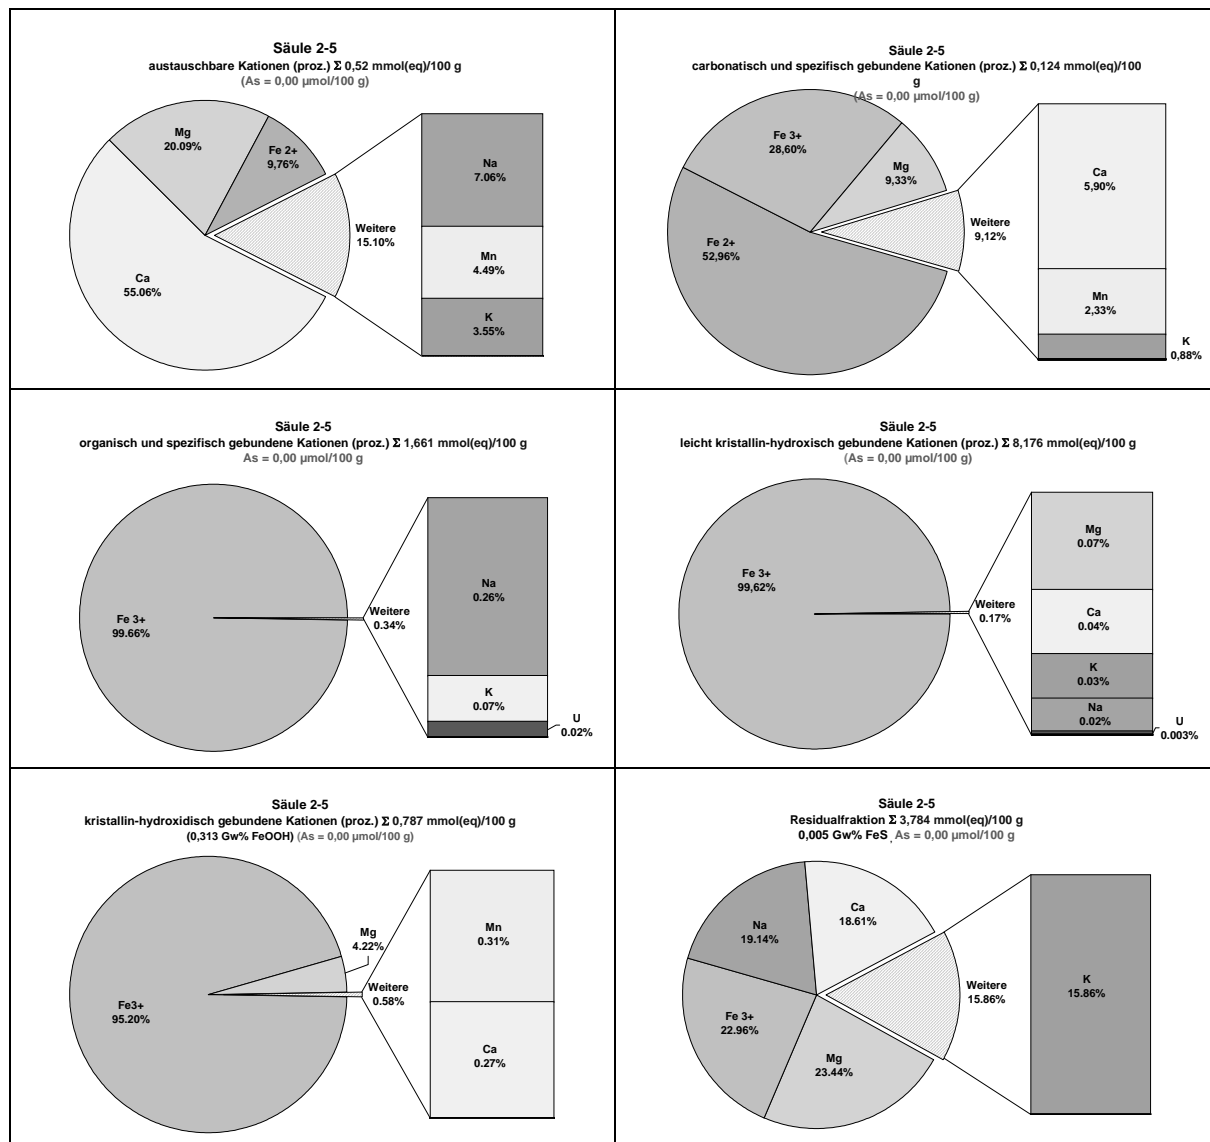 Säule 2-5
austauschbare Kationen (proz.) Σ 0,52 mmol(eq)/100 g
(As = 0,00 µmol/100 g)
Mg
20.09%
Fe 2+
9,76%
Ca
55.06%
Weitere
15.10%
Na
7.06%
Mn
4.49%
K
3.55%
Säule 2-5
carbonatisch und spezifisch gebundene Kationen (proz.) Σ 0,124 mmol(eq)/100
g
(As = 0,00 µmol/100 g)
Fe 3+
28,60%
Mg
9,33%
Fe 2+
52,96%
Weitere
9,12%
Ca
5,90%
Mn
2,33%
K
0,88%
Säule 2-5
organisch und spezifisch gebundene Kationen (proz.) Σ 1,661 mmol(eq)/100 g
As = 0,00 µmol/100 g
Fe 3+
99.66%
Weitere
0.34%
Na
0.26%
K
0.07%
U
0.02%
Säule 2-5
leicht kristallin-hydroxisch gebundene Kationen (proz.) Σ 8,176 mmol(eq)/100 g
(As = 0,00 µmol/100 g)
Fe 3+
99,62%
Weitere
0.17%
Mg
0.07%
Ca
0.04%
K
0.03%
Na
0.02%
U
0.003%
Säule 2-5
kristallin-hydroxidisch gebundene Kationen (proz.) Σ 0,787 mmol(eq)/100 g
(0,313 Gw% FeOOH) (As = 0,00 µmol/100 g)
Fe3+
95.20%
Mg
4.22%
Weitere
0.58%
Mn
0.31%
Ca
0.27%
Säule 2-5
Residualfraktion Σ 3,784 mmol(eq)/100 g
0,005 Gw% FeS, As = 0,00 µmol/100 g
Na
19.14%
Ca
18.61%
Fe 3+
22.96%
Mg
23.44%
Weitere
15.86%
K
15.86%